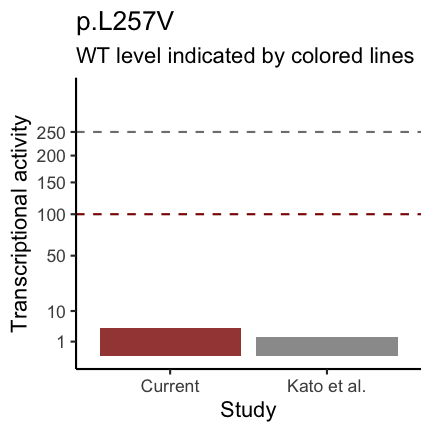 p.L257V
WT level indicated by colored lines
Transcriptional activity
250
200
150
100
50
10
1
Current
Kato et al.
Study